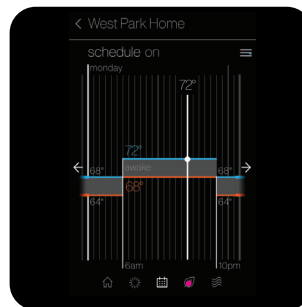 < West Park Home
schedule on
monday
72°
72°
awake
68°
68°
68°
64°
64°
6am
10pm